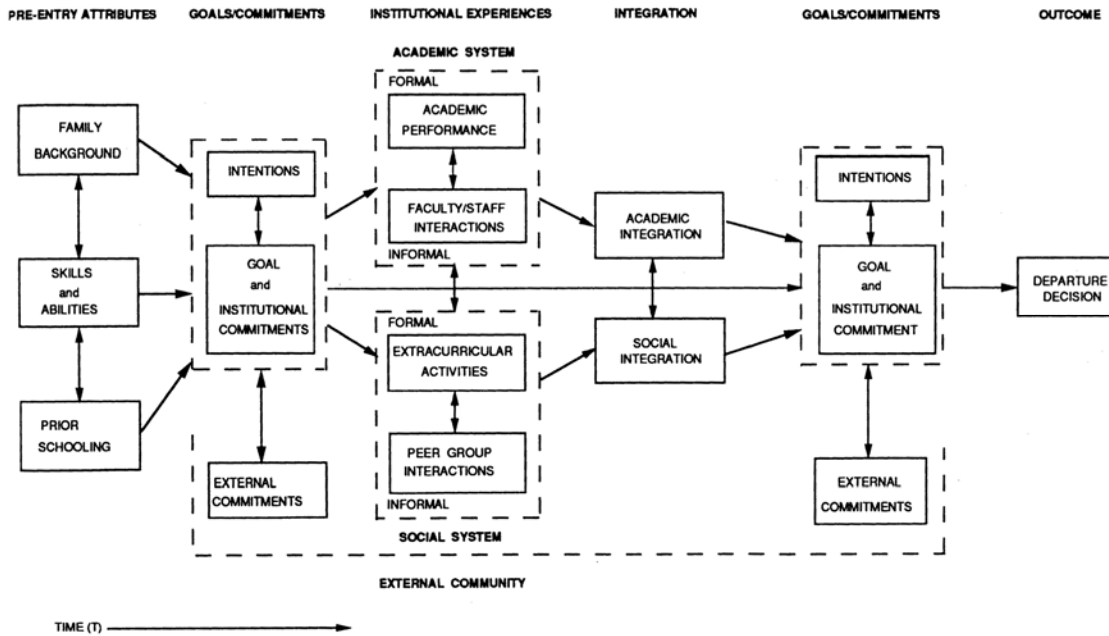 PRE-ENTRY ATTRIBUTES
GOALS/COMMITMENTS
INSTITUTIONAL EXPERIENCES
INTEGRATION
GOALS/COMMITMENTS
OUTCOME
ACADEMIC SYSTEM
FORMAL
ACADEMIC
PERFORMANCE
FACULTY/STAFF
INTERACTIONS
INFORMAL
FAMILY
BACKGROUND
SKILLS
and
ABILITIES
PRIOR
SCHOOLING
INTENTIONS
GOAL
and
INSTITUTIONAL
COMMITMENTS
EXTERNAL
COMMITMENTS
FORMAL
EXTRACURRICULAR
ACTIVITIES
PEER GROUP
INTERACTIONS
INFORMAL
SOCIAL SYSTEM
ACADEMIC
INTEGRATION
SOCIAL
INTEGRATION
INTENTIONS
GOAL
and
INSTITUTIONAL
COMMITMENT
EXTERNAL
COMMITMENTS
DEPARTURE
DECISION
EXTERNAL COMMUNITY
TIME (T)